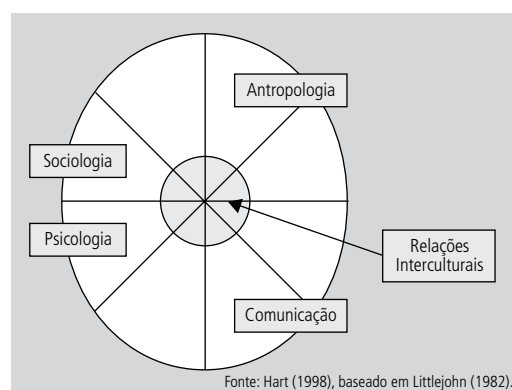 Antropologia
Sociologia
Psicologia
Relações
Interculturais
Comunicação
Fonte: Hart (1998), baseado em Littlejohn (1982).